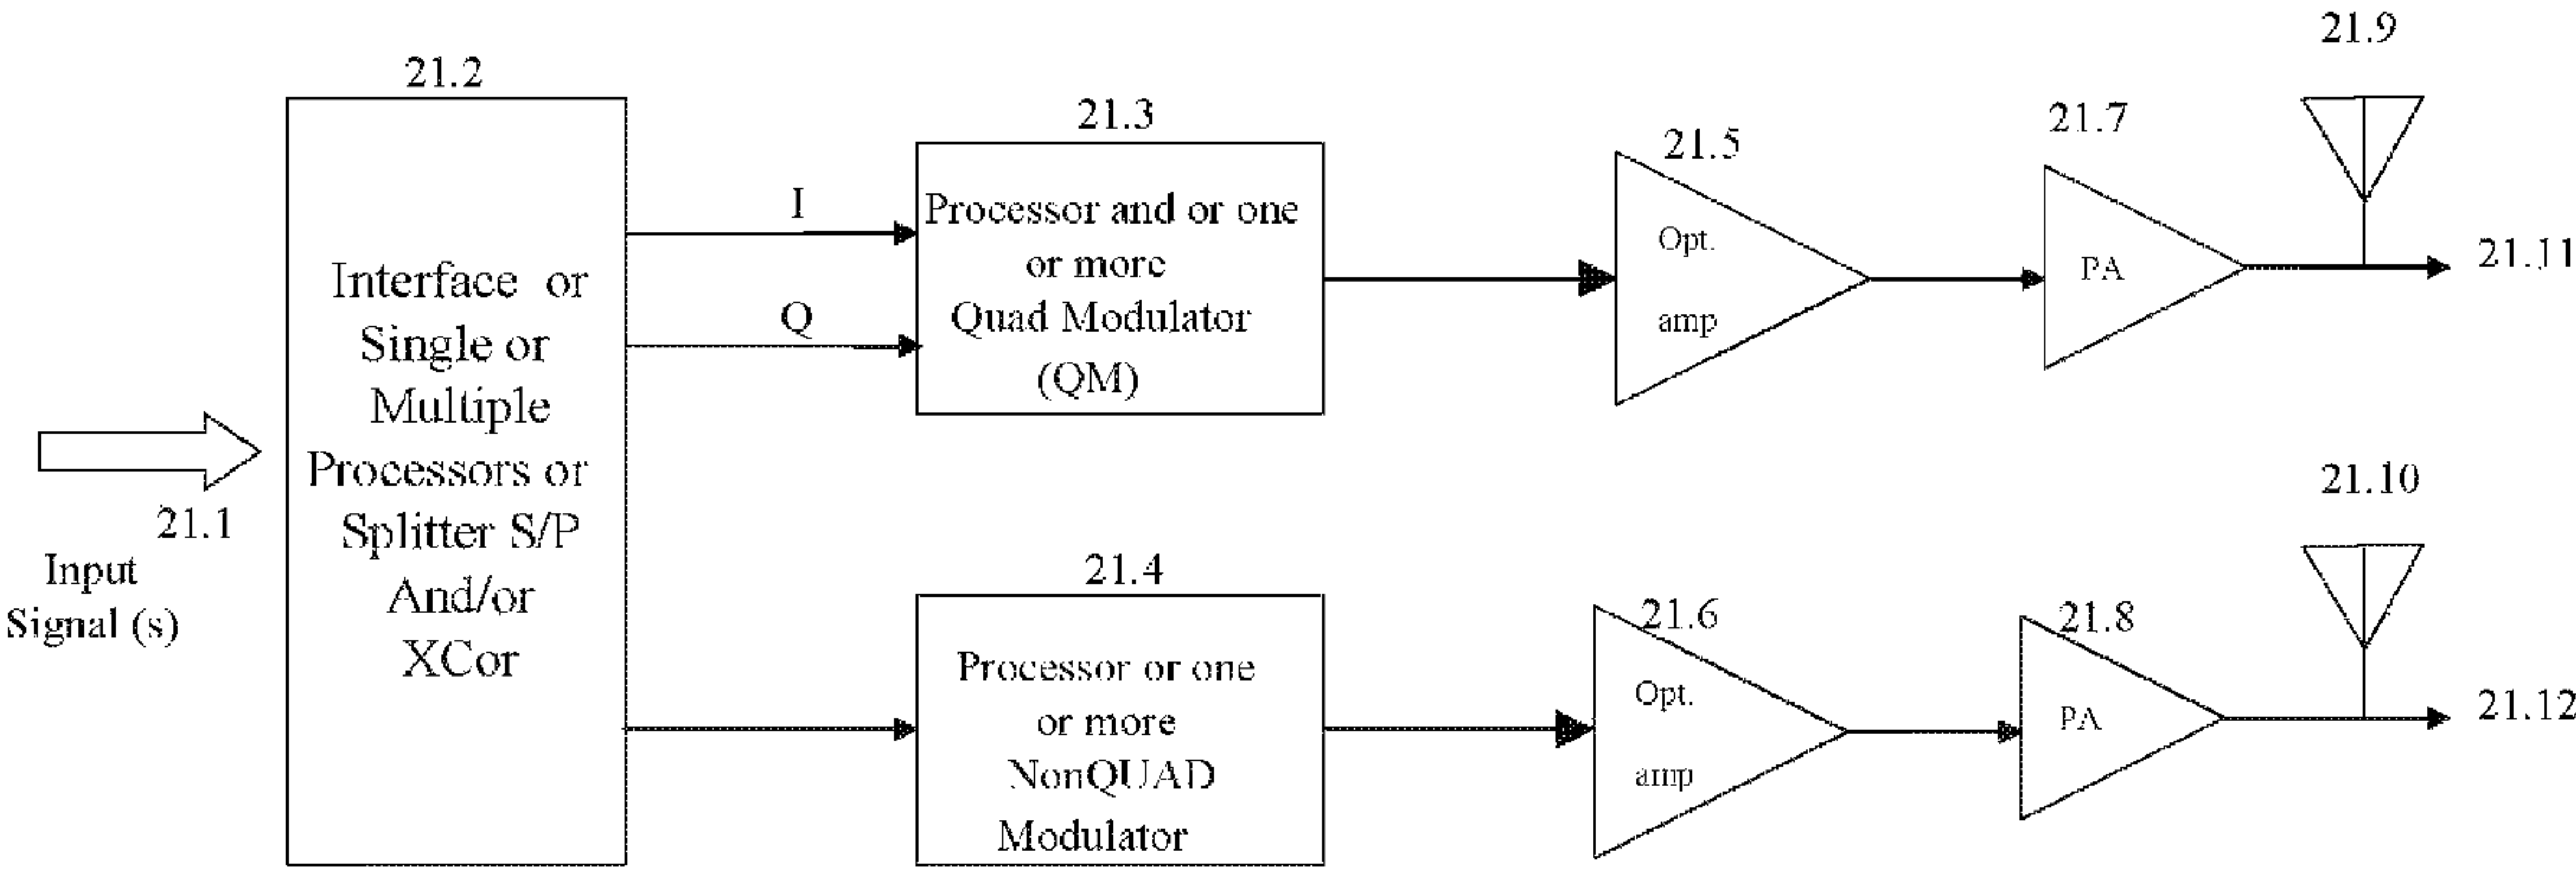 21.1
Input
Signal (s)
21.2
Interface or
Single or
Multiple
Processors or
Splitter S/P
And/or
XCor
I
Q
21.3
Processor and or one
or more
Quad Modulator
(QM)
21.5
Opt.
amp
21.7
PA
21.9
21.11
21.4
Processor or one
or more
NonQUAD
Modulator
21.6
Opt.
amp
21.8
PA
21.10
21.12